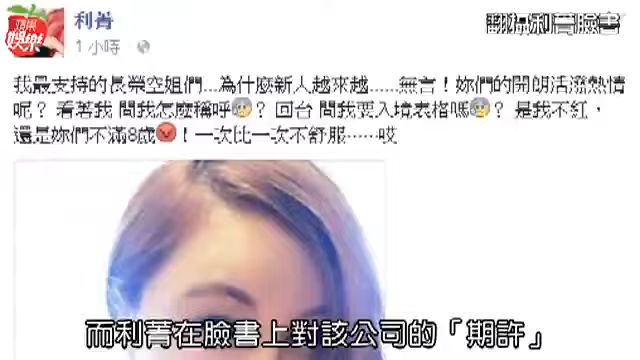 蘋果
娛樂
利菁
1 小時
翻攝利菁臉書
我最支持的長榮空姐們...為什麼新人越來越......無言！妳們的開朗活潑熱情
呢？ 看著我 問我怎麼稱呼😰？ 回台 問我要入境表格嗎😰？ 是我不紅，
還是妳們不滿8歲😡！一次比一次不舒服......哎
而利菁在臉書上對該公司的「期許」